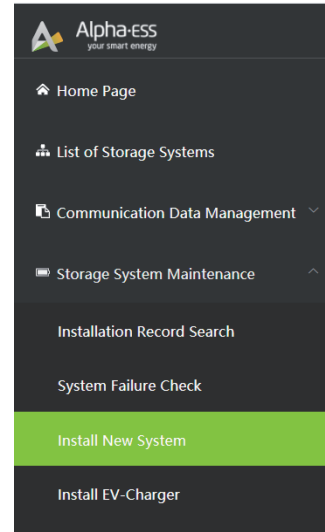 Alpha·ESS
your smart energy
Home Page
List of Storage Systems
Communication Data Management
Storage System Maintenance
Installation Record Search
System Failure Check
Install New System
Install EV-Charger